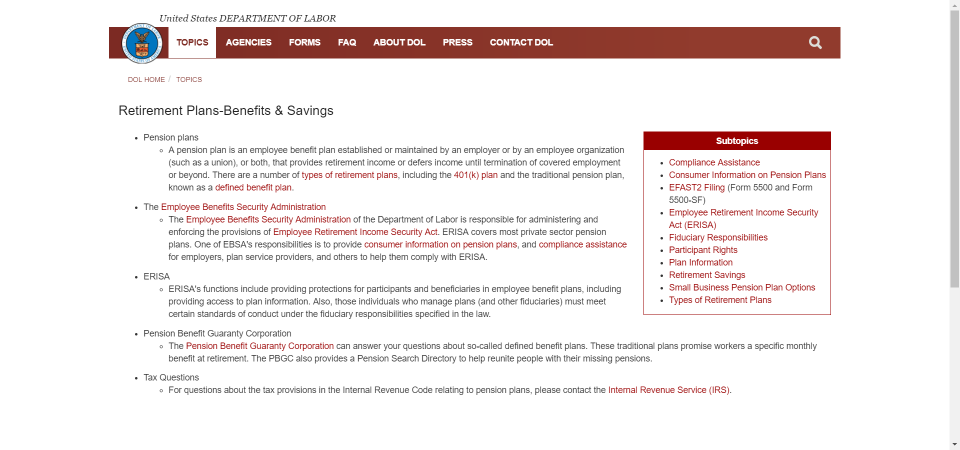 United States DEPARTMENT OF LABOR
TOPICS AGENCIES FORMS FAQ ABOUT DOL PRESS CONTACT DOL
DOL HOME / TOPICS
Retirement Plans-Benefits & Savings
Pension plans
A pension plan is an employee benefit plan established or maintained by an employer or by an employee organization
(such as a union), or both, that provides retirement income or defers income until termination of covered employment
or beyond. There are a number of types of retirement plans, including the 401(k) plan and the traditional pension plan,
known as a defined benefit plan.
The Employee Benefits Security Administration
The Employee Benefits Security Administration of the Department of Labor is responsible for administering and
enforcing the provisions of Employee Retirement Income Security Act. ERISA covers most private sector pension
plans. One of EBSA's responsibilities is to provide consumer information on pension plans, and compliance assistance
for employers, plan service providers, and others to help them comply with ERISA.
ERISA
ERISA's functions include providing protections for participants and beneficiaries in employee benefit plans, including
providing access to plan information. Also, those individuals who manage plans (and other fiduciaries) must meet
certain standards of conduct under the fiduciary responsibilities specified in the law.
Pension Benefit Guaranty Corporation
The Pension Benefit Guaranty Corporation can answer your questions about so-called defined benefit plans. These traditional plans promise workers a specific monthly
benefit at retirement. The PBGC also provides a Pension Search Directory to help reunite people with their missing pensions.
Tax Questions
For questions about the tax provisions in the Internal Revenue Code relating to pension plans, please contact the Internal Revenue Service (IRS).
Subtopics
Compliance Assistance
Consumer Information on Pension Plans
EFAST2 Filing (Form 5500 and Form
5500-SF)
Employee Retirement Income Security
Act (ERISA)
Fiduciary Responsibilities
Participant Rights
Plan Information
Retirement Savings
Small Business Pension Plan Options
Types of Retirement Plans